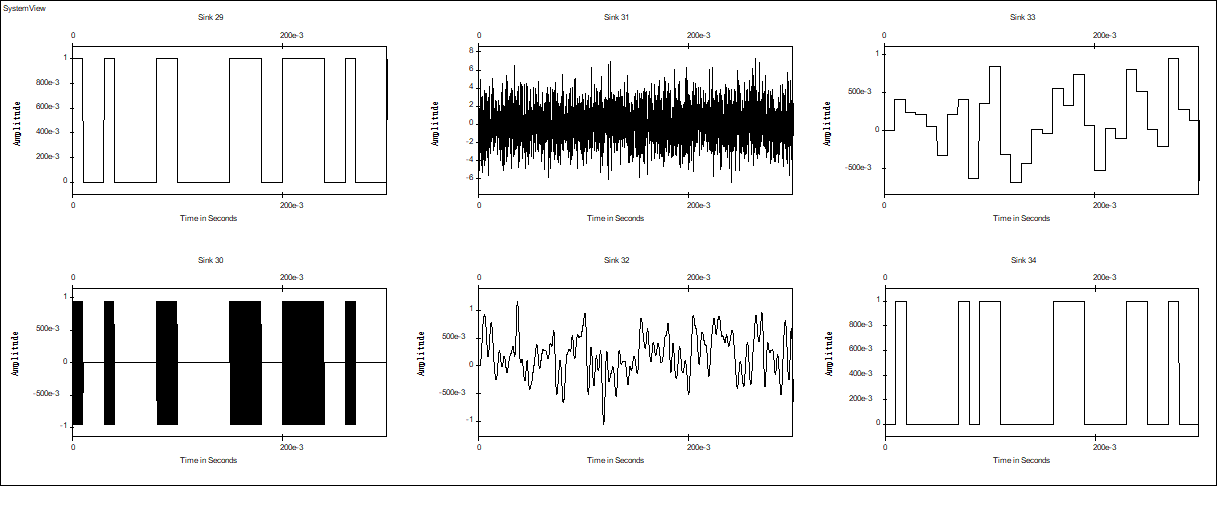 SystemView
Sink 29
0 200e-3
1
800e-3
600e-3
400e-3
200e-3
0
Amplitude
0 200e-3
Time in Seconds
Sink 31
0 200e-3
8
6
4
2
0
-2
-4
-6
Amplitude
0 200e-3
Time in Seconds
Sink 33
0 200e-3
1
500e-3
0
-500e-3
Amplitude
0 200e-3
Time in Seconds
Sink 30
0 200e-3
1
500e-3
0
-500e-3
-1
Amplitude
0 200e-3
Time in Seconds
Sink 32
0 200e-3
1
500e-3
0
-500e-3
-1
Amplitude
0 200e-3
Time in Seconds
Sink 34
0 200e-3
1
800e-3
600e-3
400e-3
200e-3
0
Amplitude
0 200e-3
Time in Seconds